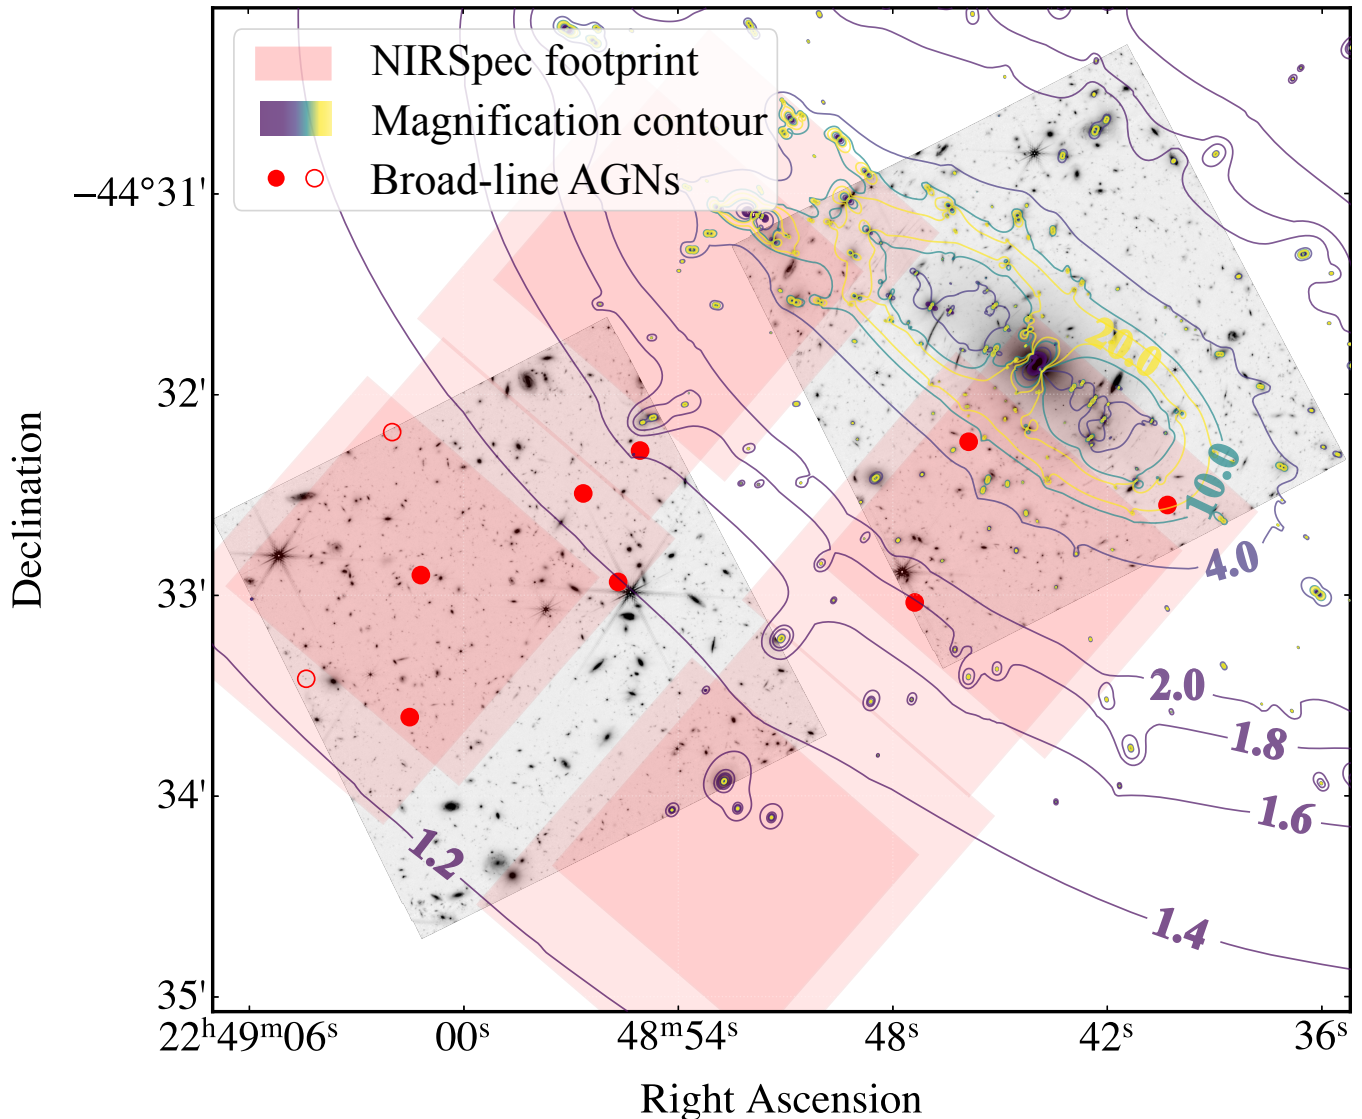 NIRSpec footprint
Magnification contour
Broad-line AGNs
−44°31'
32'
33'
34'
35'
Declination
20.0
10.0
4.0
2.0
1.8
1.6
1.4
1.2
22ʰ49ᵐ06ˢ
00ˢ
48ᵐ54ˢ
48ˢ
42ˢ
36ˢ
Right Ascension